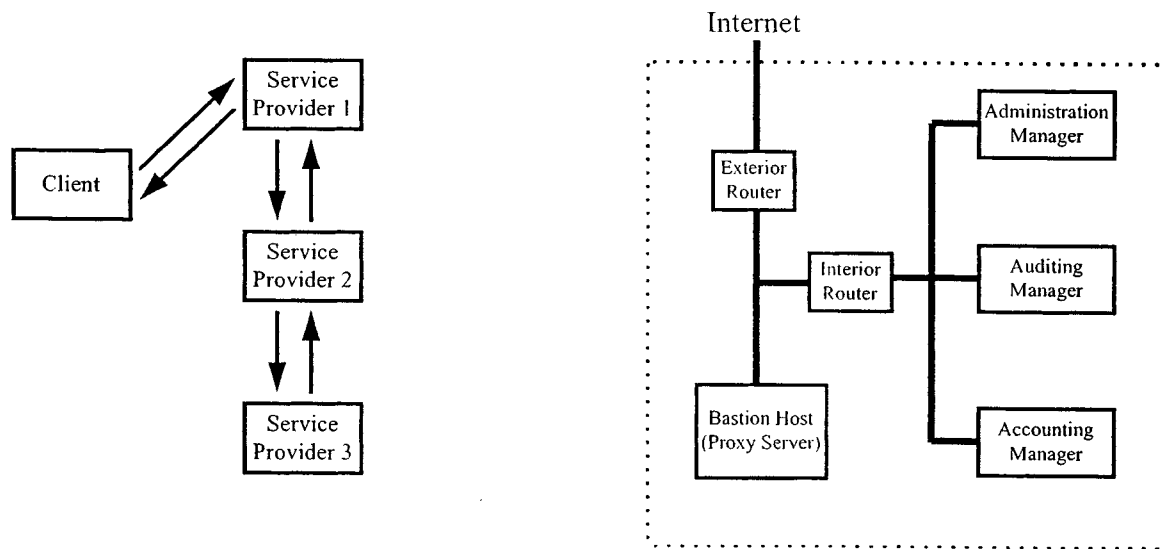 Service
Provider 1
Client
Service
Provider 2
Service
Provider 3
Internet
Exterior
Router
Interior
Router
Bastion Host
(Proxy Server)
Administration
Manager
Auditing
Manager
Accounting
Manager